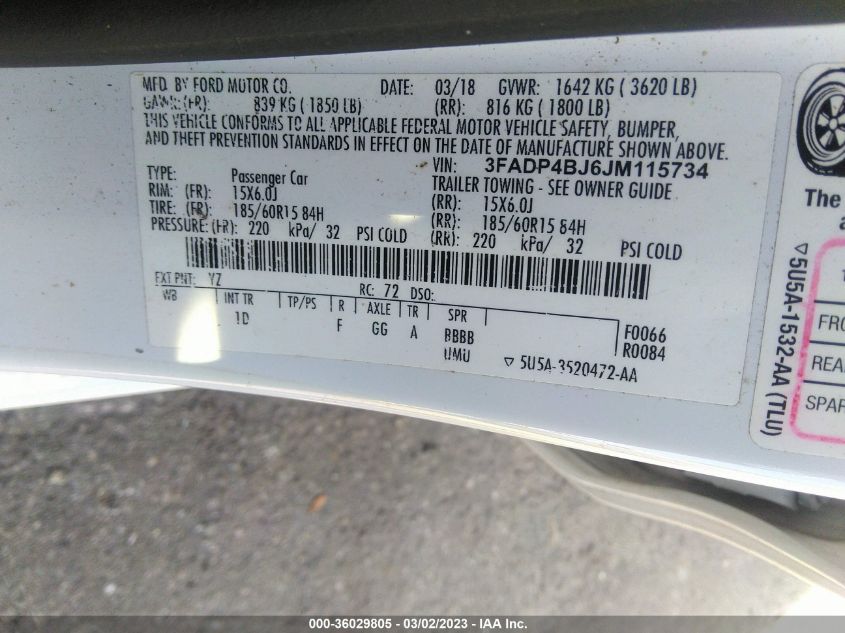 MFD. BY FORD MOTOR CO. DATE: 03/18 GVWR: 1642 KG ( 3620 LB)
GAWR: (FR): 839 KG ( 1850 LB) (RR): 816 KG ( 1800 LB)
THIS VEHICLE CONFORMS TO ALL APPLICABLE FEDERAL MOTOR VEHICLE SAFETY, BUMPER,
AND THEFT PREVENTION STANDARDS IN EFFECT ON THE DATE OF MANUFACTURE SHOWN ABOVE.
VIN: 3FADP4BJ6JM115734
TYPE: Passenger Car TRAILER TOWING - SEE OWNER GUIDE
RIM: (FR): 15X6.0J (RR): 15X6.0J
TIRE: (FR): 185/60R15 84H (RR): 185/60R15 84H
PRESSURE: (FR): 220 kPa/ 32 PSI COLD (RR): 220 kPa/ 32 PSI COLD
EXT PNT: YZ RC: 72 DSO:
WB INT TR TP/PS R AXLE TR SPR
1D F GG A BBBB F0066
UMU R0084
▽ 5U5A-3520472-AA
The
▽ 5U5A-1532-AA (TLU)
REAR
SPAR
000-36029805 - 03/02/2023 - IAA Inc.